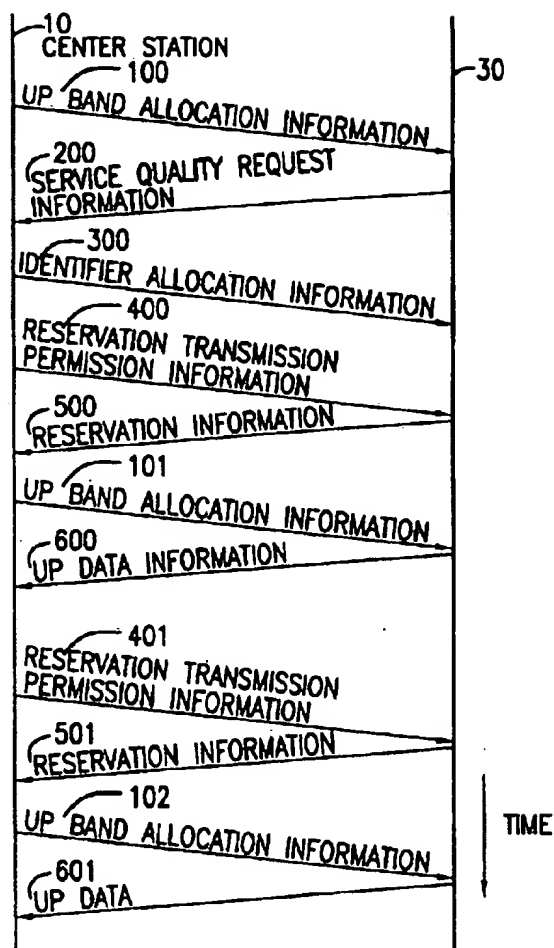 10
CENTER STATION
30
100
UP BAND ALLOCATION INFORMATION
200
SERVICE QUALITY REQUEST
INFORMATION
300
IDENTIFIER ALLOCATION INFORMATION
400
RESERVATION TRANSMISSION
PERMISSION INFORMATION
500
RESERVATION INFORMATION
101
UP BAND ALLOCATION INFORMATION
600
UP DATA INFORMATION
401
RESERVATION TRANSMISSION
PERMISSION INFORMATION
501
RESERVATION INFORMATION
102
UP BAND ALLOCATION INFORMATION
TIME
601
UP DATA